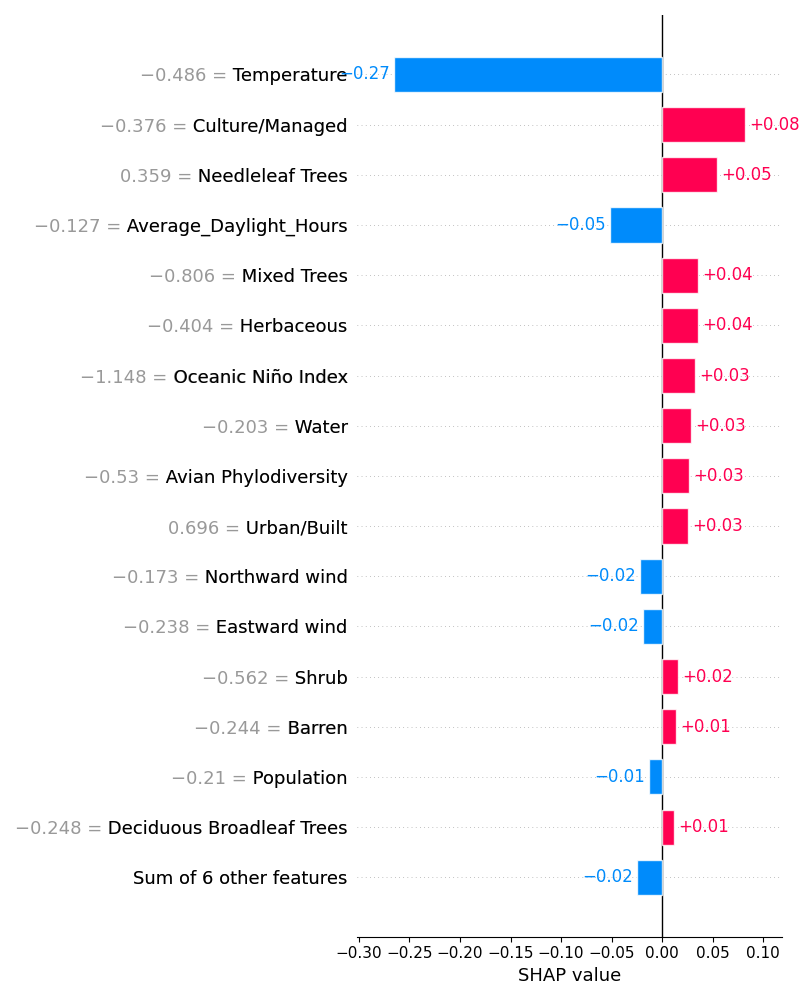 −0.486 = Temperature −0.27
−0.376 = Culture/Managed +0.08
0.359 = Needleleaf Trees +0.05
−0.127 = Average_Daylight_Hours −0.05
−0.806 = Mixed Trees +0.04
−0.404 = Herbaceous +0.04
−1.148 = Oceanic Niño Index +0.03
−0.203 = Water +0.03
−0.53 = Avian Phylodiversity +0.03
0.696 = Urban/Built +0.03
−0.173 = Northward wind −0.02
−0.238 = Eastward wind −0.02
−0.562 = Shrub +0.02
−0.244 = Barren +0.01
−0.21 = Population −0.01
−0.248 = Deciduous Broadleaf Trees +0.01
Sum of 6 other features −0.02
−0.30 −0.25 −0.20 −0.15 −0.10 −0.05 0.00 0.05 0.10
SHAP value